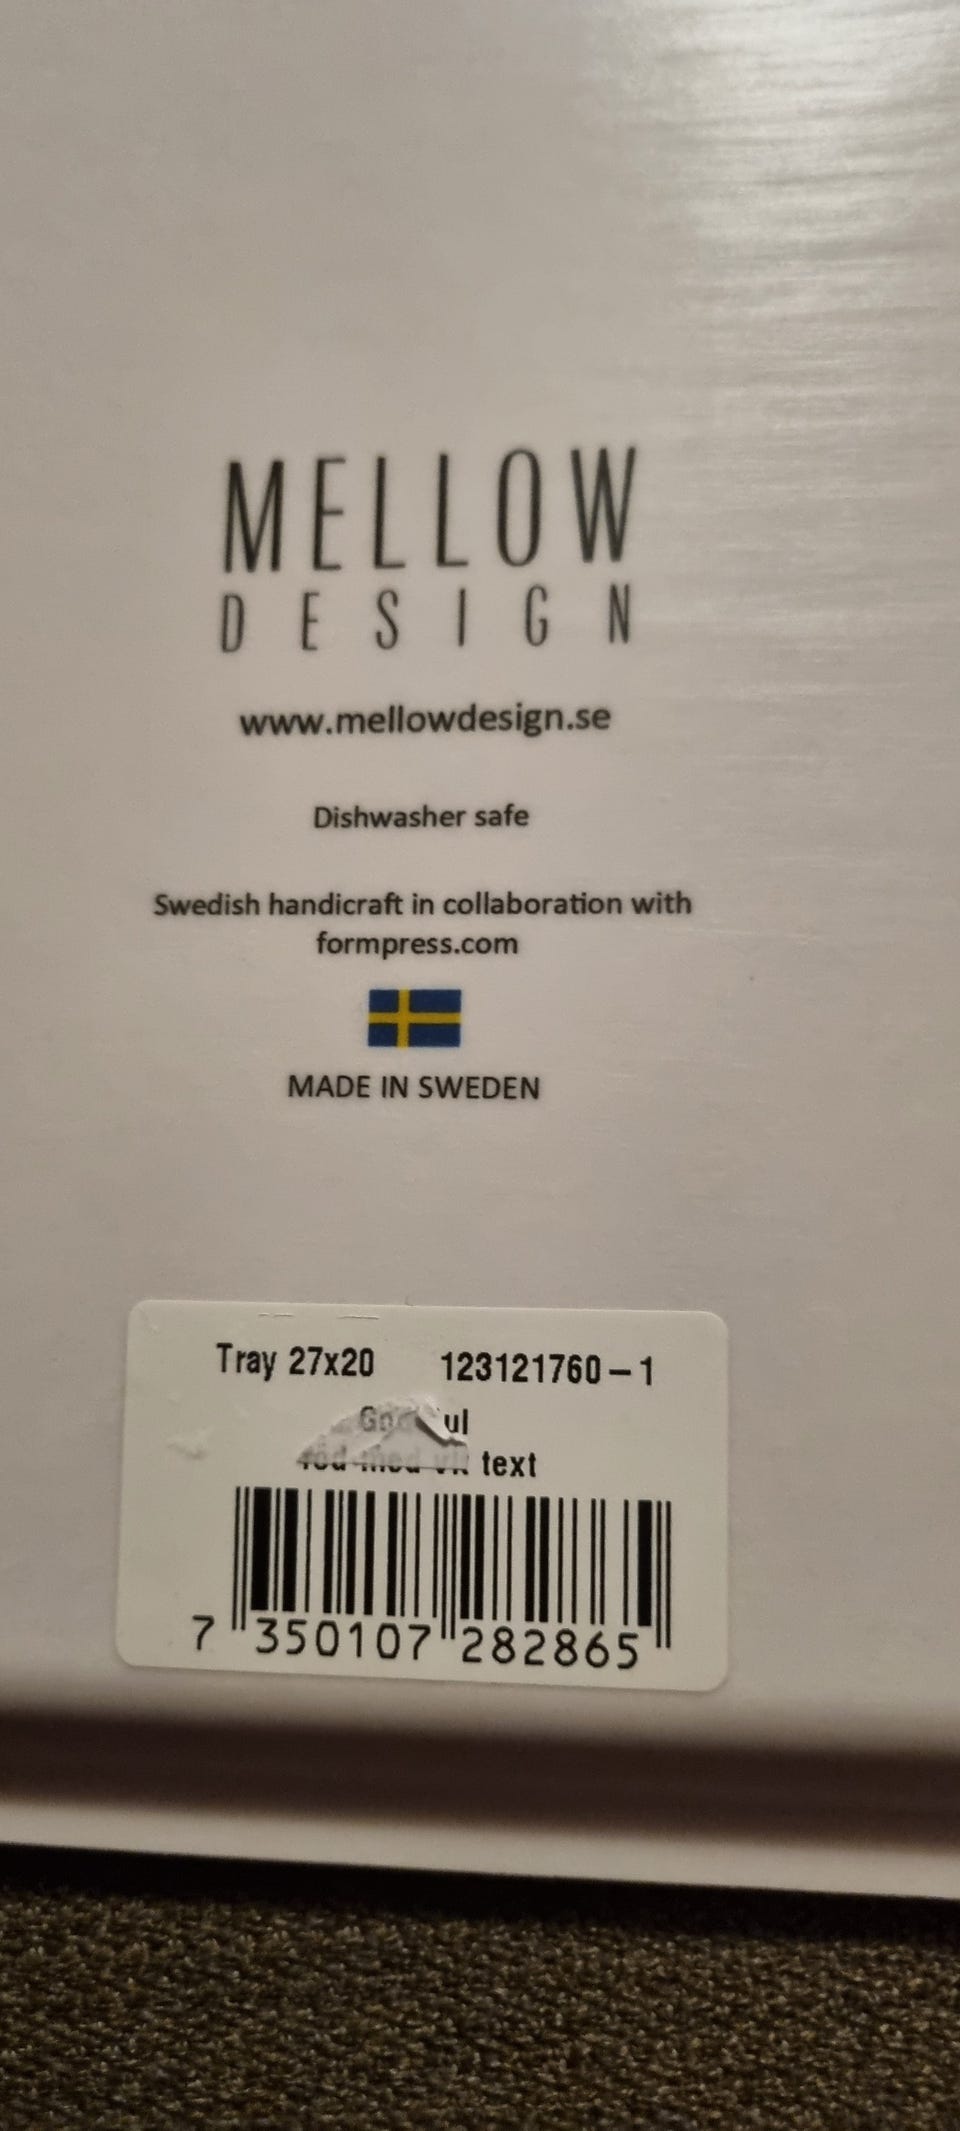 MELLOW
DESIGN
www.mellowdesign.se
Dishwasher safe
Swedish handicraft in collaboration with
formpress.com
MADE IN SWEDEN
Tray 27x20 123121760-1
text
7 350107 282865